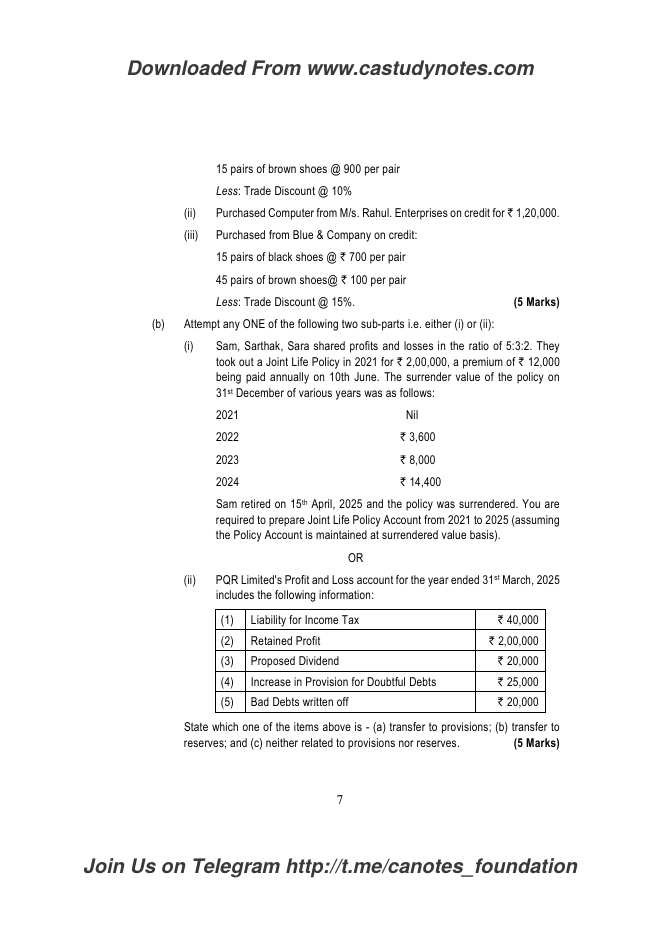 Downloaded From www.castudynotes.com
15 pairs of brown shoes @ 900 per pair
Less: Trade Discount @ 10%
(ii) Purchased Computer from M/s. Rahul. Enterprises on credit for ₹ 1,20,000.
(iii) Purchased from Blue & Company on credit:
15 pairs of black shoes @ ₹ 700 per pair
45 pairs of brown shoes@ ₹ 100 per pair
Less: Trade Discount @ 15%. (5 Marks)
(b) Attempt any ONE of the following two sub-parts i.e. either (i) or (ii):
(i) Sam, Sarthak, Sara shared profits and losses in the ratio of 5:3:2. They
took out a Joint Life Policy in 2021 for ₹ 2,00,000, a premium of ₹ 12,000
being paid annually on 10th June. The surrender value of the policy on
31st December of various years was as follows:
2021 Nil
2022 ₹ 3,600
2023 ₹ 8,000
2024 ₹ 14,400
Sam retired on 15th April, 2025 and the policy was surrendered. You are
required to prepare Joint Life Policy Account from 2021 to 2025 (assuming
the Policy Account is maintained at surrendered value basis).
OR
(ii) PQR Limited's Profit and Loss account for the year ended 31st March, 2025
includes the following information:
(1) Liability for Income Tax ₹ 40,000
(2) Retained Profit ₹ 2,00,000
(3) Proposed Dividend ₹ 20,000
(4) Increase in Provision for Doubtful Debts ₹ 25,000
(5) Bad Debts written off ₹ 20,000
State which one of the items above is - (a) transfer to provisions; (b) transfer to
reserves; and (c) neither related to provisions nor reserves. (5 Marks)
7
Join Us on Telegram http://t.me/canotes_foundation